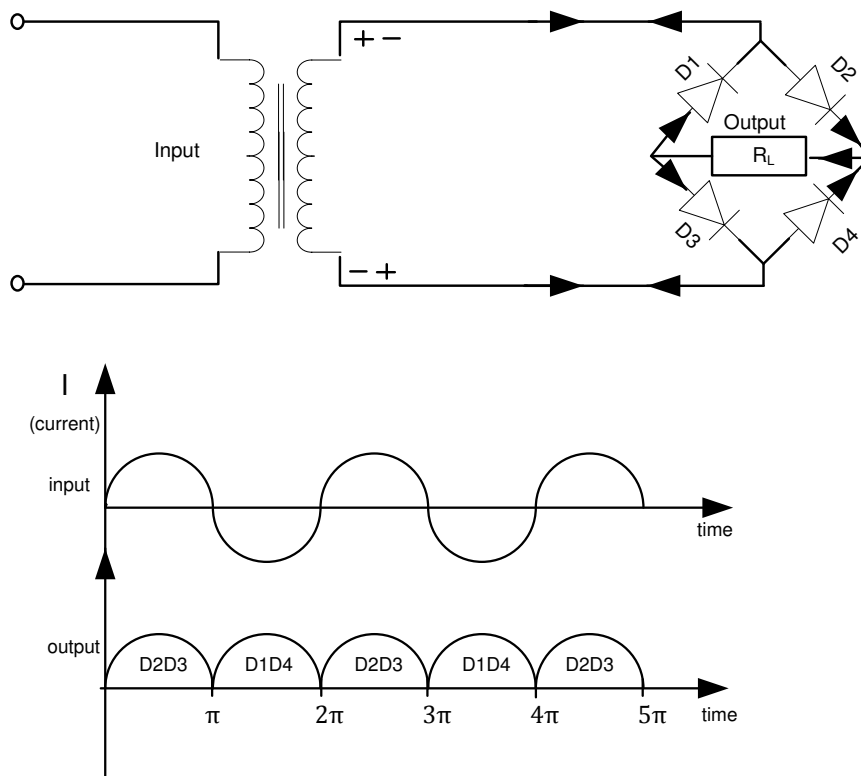 + −
D1
D2
Output
Input
R_L
D3
D4
− +
I
(current)
input
time
output
D2D3 D1D4 D2D3 D1D4 D2D3
π 2π 3π 4π 5π time